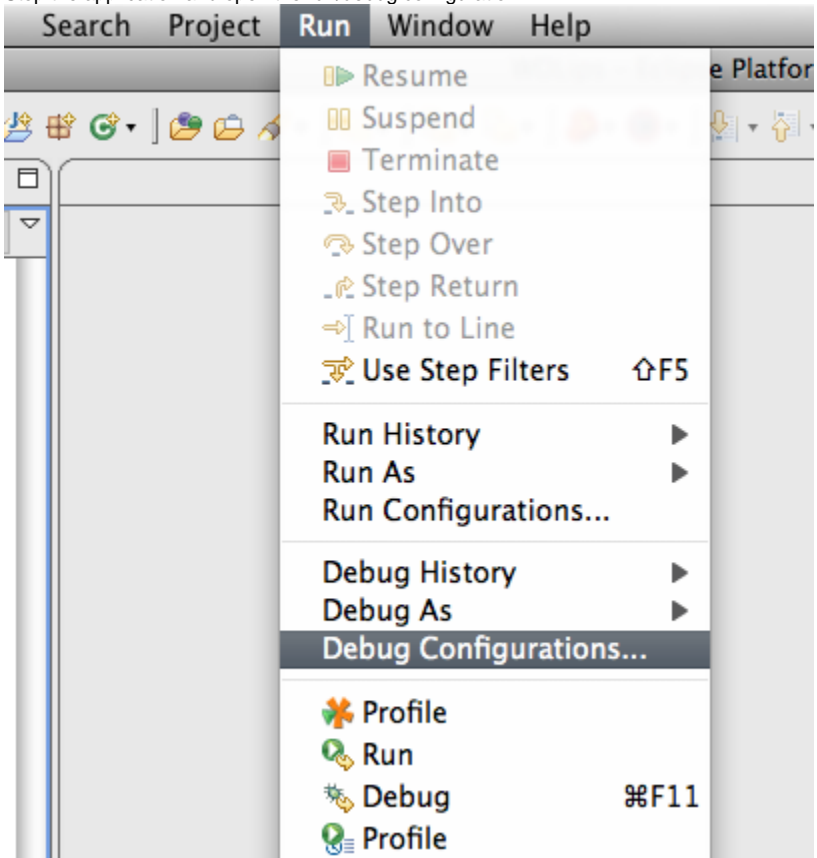 Search Project Run Window Help
e Platfor
Resume
Suspend
Terminate
Step Into
Step Over
Step Return
Run to Line
Use Step Filters ⇧F5
Run History ▶
Run As ▶
Run Configurations...
Debug History ▶
Debug As ▶
Debug Configurations...
Profile
Run
Debug ⌘F11
Profile